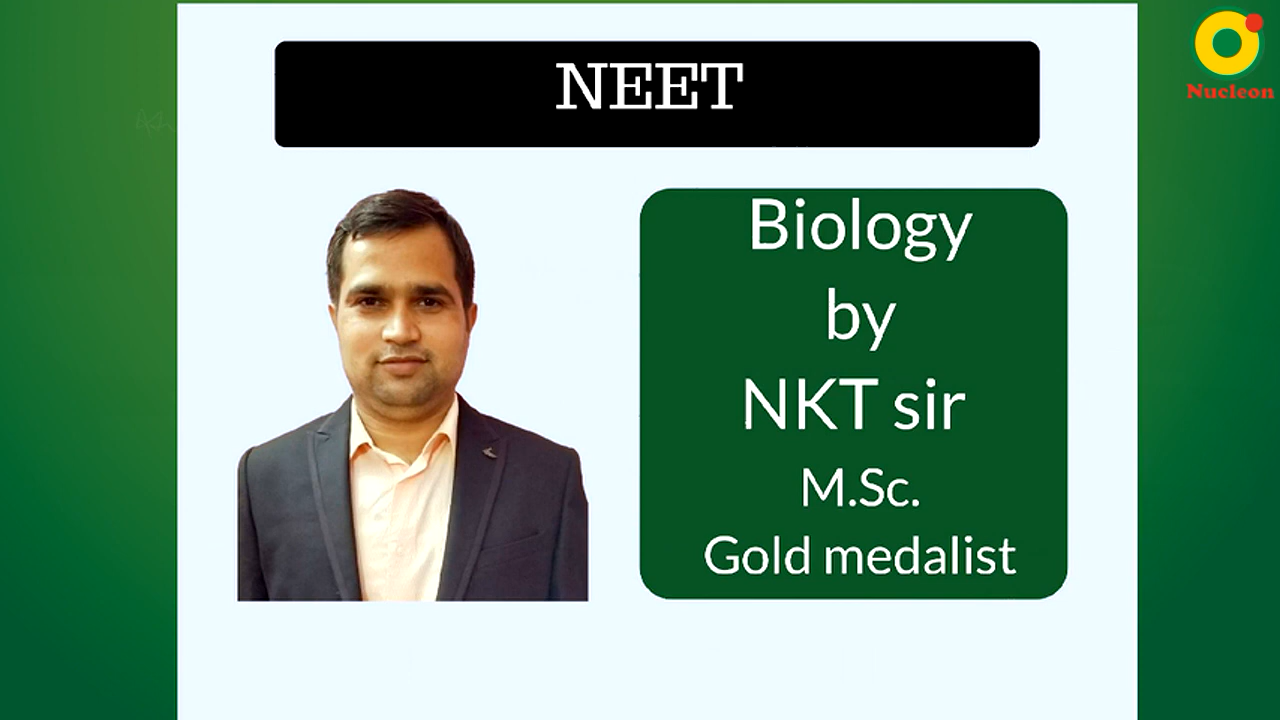 NEET
Nucleon
Biology
by
NKT sir
M.Sc.
Gold medalist